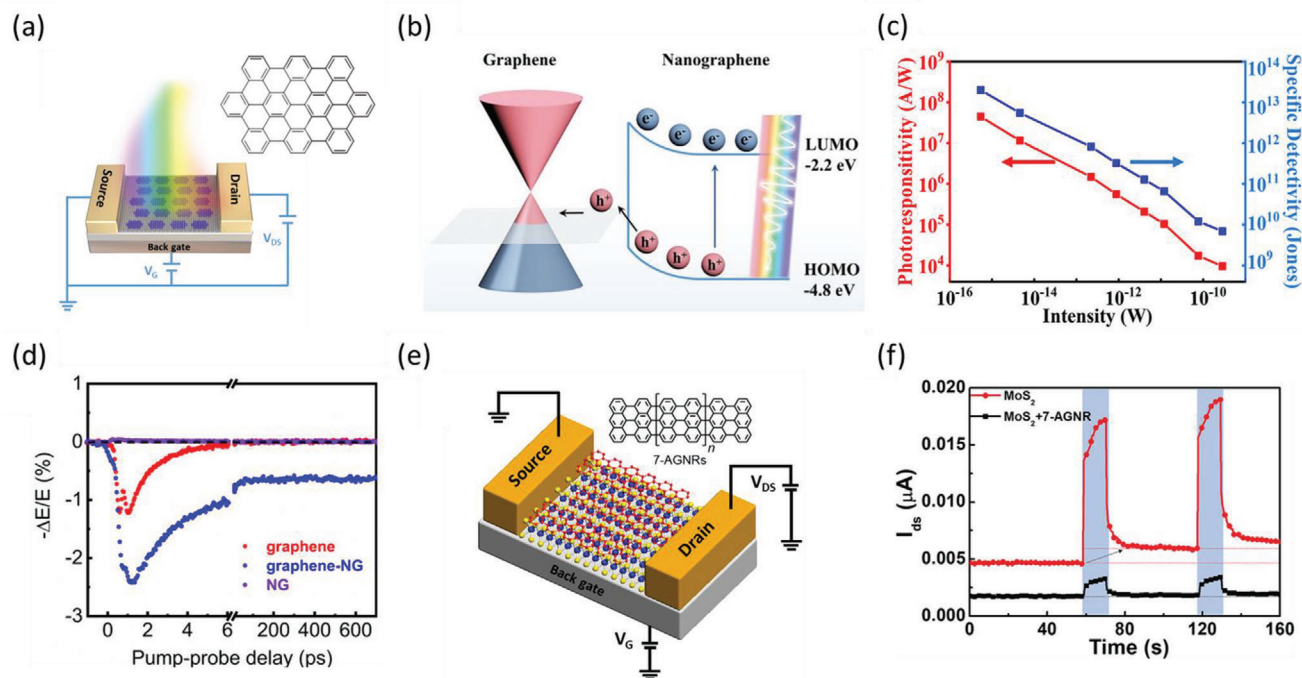 (a)
Source
Drain
Back gate
V_G
V_DS
(b)
Graphene
Nanographene
e⁻ e⁻ e⁻ e⁻
LUMO
-2.2 eV
h⁺
h⁺ h⁺ h⁺
HOMO
-4.8 eV
(c)
Photoresponsitivity (A/W)
10⁹
10⁸
10⁷
10⁶
10⁵
10⁴
10¹⁴
10¹³
10¹²
10¹¹
10¹⁰
10⁹
Specific Detectivity (Jones)
10⁻¹⁶ 10⁻¹⁴ 10⁻¹² 10⁻¹⁰
Intensity (W)
(d)
-ΔE/E (%)
1
0
-1
-2
-3
graphene
graphene-NG
NG
0 2 4 6 200 400 600
Pump-probe delay (ps)
(e)
n
7-AGNRs
Source
Drain
Back gate
V_DS
V_G
(f)
I_ds (μA)
0.020
0.015
0.010
0.005
0.000
MoS₂
MoS₂+7-AGNR
0 40 80 120 160
Time (s)